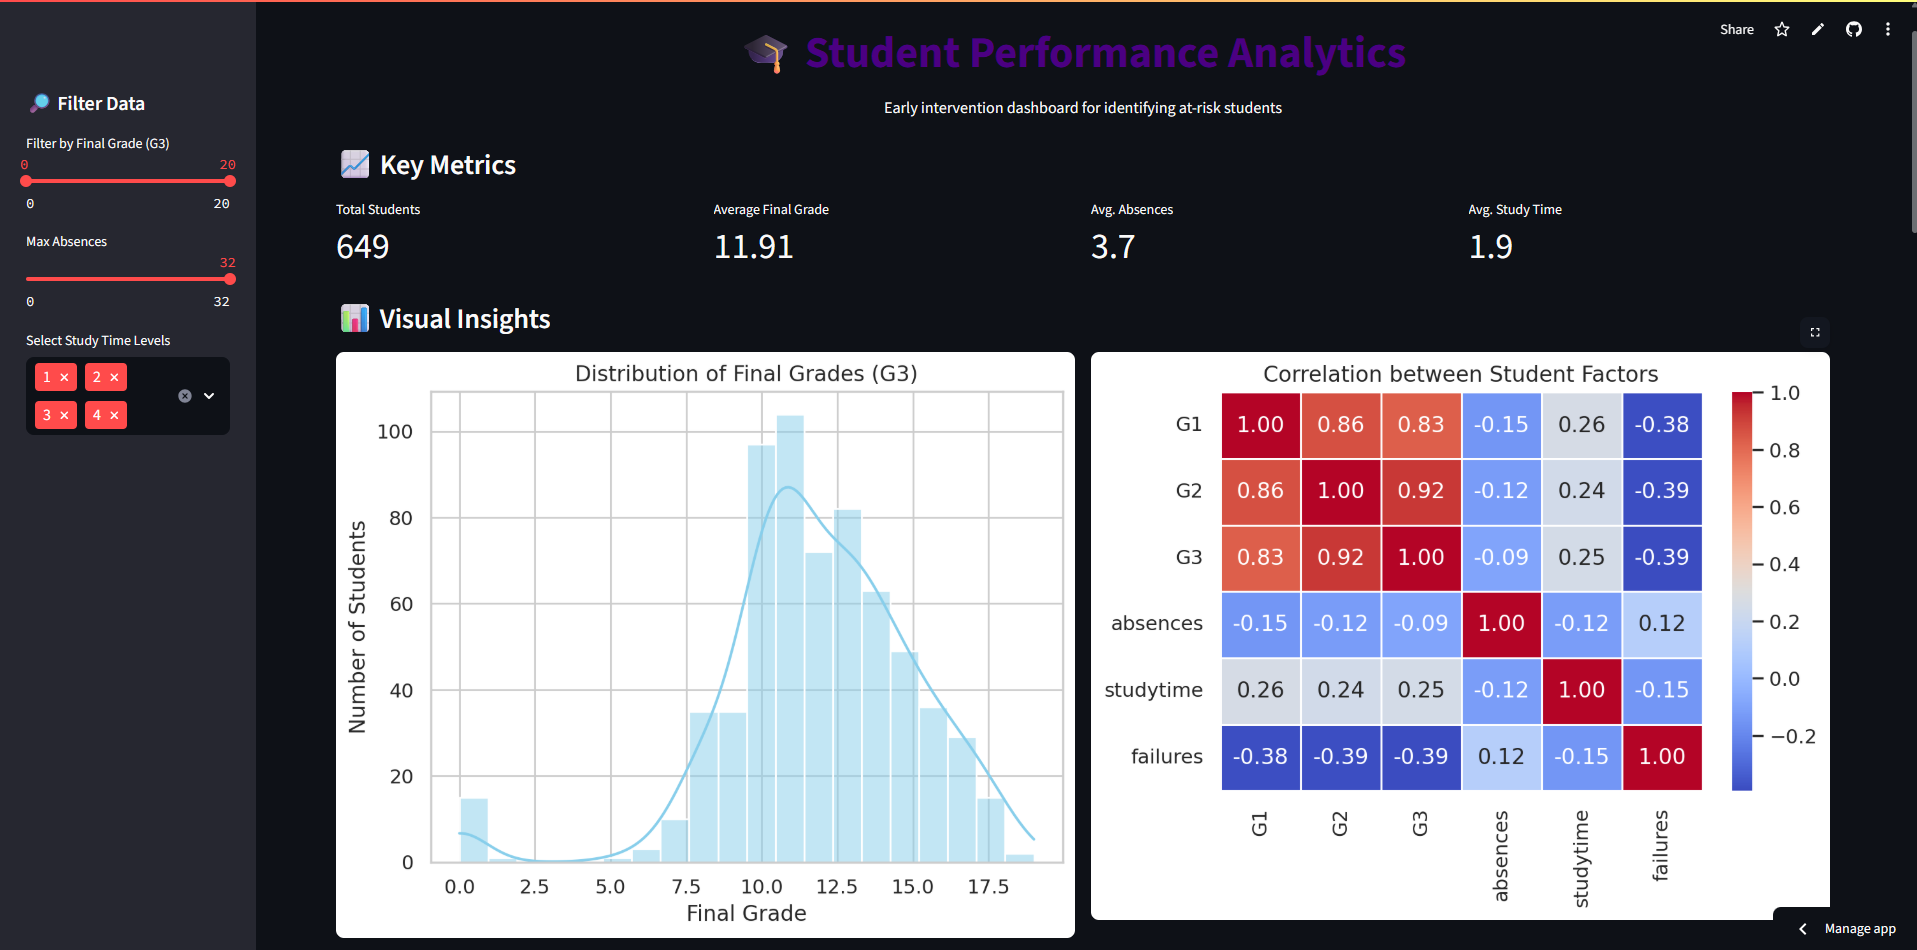 Share
Student Performance Analytics
Early intervention dashboard for identifying at-risk students
Filter Data
Filter by Final Grade (G3)
0 20
0 20
Max Absences
32
0 32
Select Study Time Levels
1 × 2 ×
3 × 4 ×
Key Metrics
Total Students
649
Average Final Grade
11.91
Avg. Absences
3.7
Avg. Study Time
1.9
Visual Insights
Distribution of Final Grades (G3)
Number of Students
100
80
60
40
20
0
0.0 2.5 5.0 7.5 10.0 12.5 15.0 17.5
Final Grade
Correlation between Student Factors
G1 1.00 0.86 0.83 -0.15 0.26 -0.38
G2 0.86 1.00 0.92 -0.12 0.24 -0.39
G3 0.83 0.92 1.00 -0.09 0.25 -0.39
absences -0.15 -0.12 -0.09 1.00 -0.12 0.12
studytime 0.26 0.24 0.25 -0.12 1.00 -0.15
failures -0.38 -0.39 -0.39 0.12 -0.15 1.00
G1 G2 G3 absences studytime failures
1.0
0.8
0.6
0.4
0.2
0.0
−0.2
Manage app